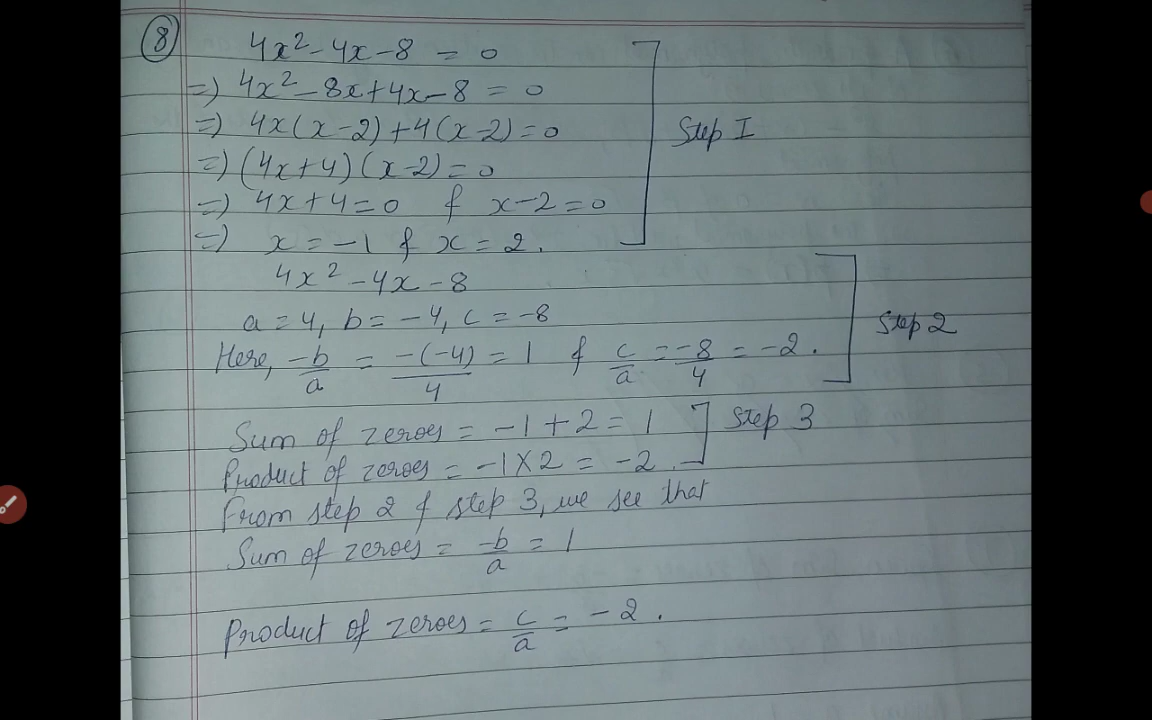 8
4x² - 4x - 8 = 0
=) 4x² - 8x + 4x - 8 = 0
=) 4x(x-2) + 4(x-2) = 0
=) (4x+4)(x-2) = 0
=) 4x+4 = 0 & x-2 = 0
=) x = -1 & x = 2.
Step I
4x² - 4x - 8
a = 4, b = -4, c = -8
Here, -b/a = -(-4)/4 = 1 & c/a = -8/4 = -2.
Step 2
Sum of zeroes = -1 + 2 = 1
Product of zeroes = -1 × 2 = -2.
Step 3
From step 2 & step 3, we see that
Sum of zeroes = -b/a = 1
Product of zeroes = c/a = -2.